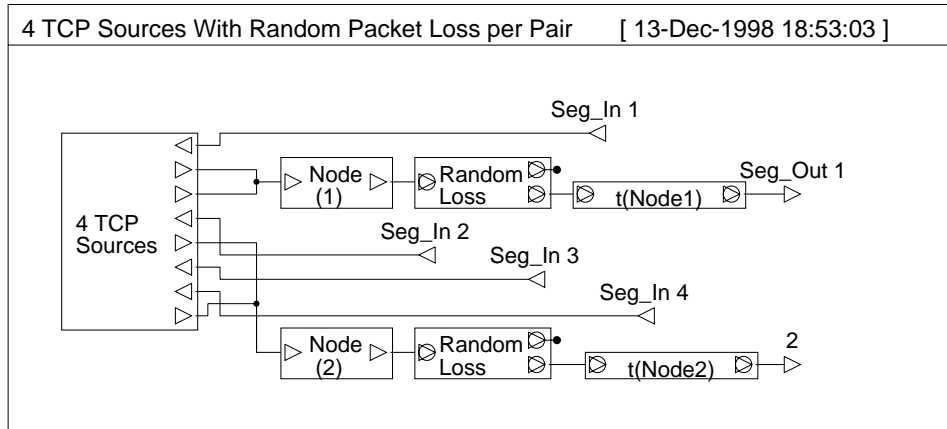 4 TCP Sources With Random Packet Loss per Pair [ 13-Dec-1998 18:53:03 ]
Seg_In 1
Node
(1)
Random
Loss
t(Node1)
Seg_Out 1
4 TCP
Sources
Seg_In 2
Seg_In 3
Seg_In 4
Node
(2)
Random
Loss
t(Node2)
2